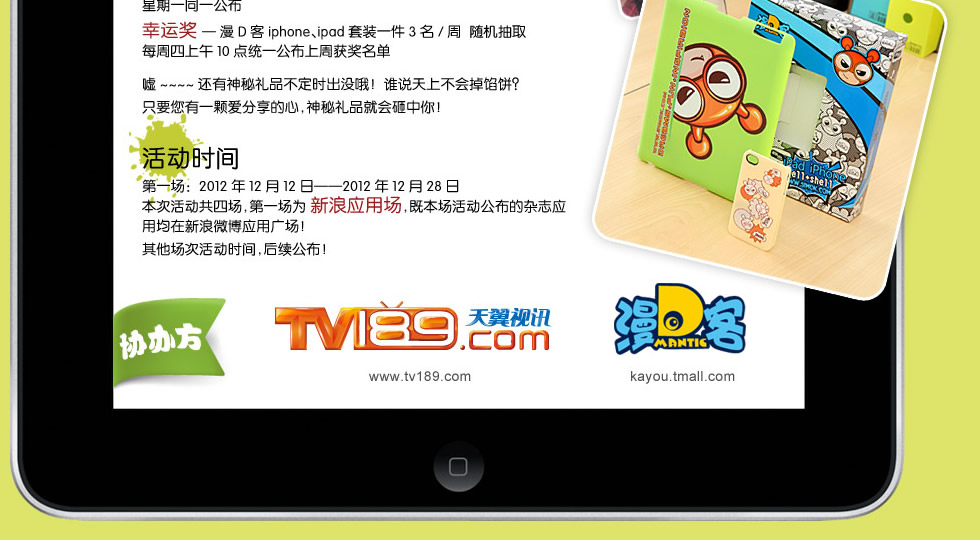 星期一同一公布
幸运奖 — 漫 D 客 iphone、ipad 套装一件 3 名 / 周 随机抽取
每周四上午 10 点统一公布上周获奖名单
嘘 ~~~~ 还有神秘礼品不定时出没哦！谁说天上不会掉馅饼？
只要您有一颗爱分享的心，神秘礼品就会砸中你！
活动时间
第一场：2012 年 12 月 12 日——2012 年 12 月 28 日
本次活动共四场，第一场为 新浪应用场，既本场活动公布的杂志应
用均在新浪微博应用广场！
其他场次活动时间，后续公布！
协办方
TV189.com 天翼视讯
www.tv189.com
漫D客
MANTIC
kayou.tmall.com
iPad iPhone